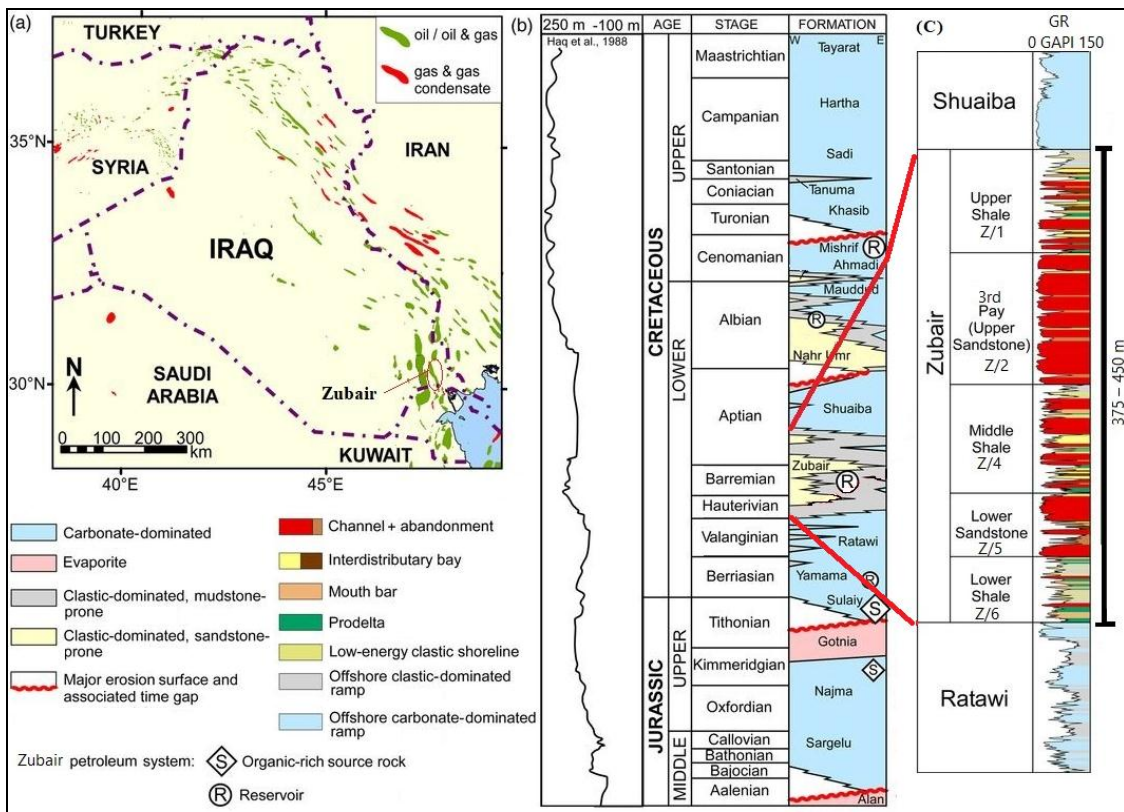 (a)
TURKEY
oil / oil & gas
gas & gas
condensate
35°N
SYRIA
IRAN
IRAQ
N
30°N
SAUDI
ARABIA
Zubair
0 100 200 300
km
KUWAIT
40°E
45°E
Carbonate-dominated
Evaporite
Clastic-dominated, mudstone-
prone
Clastic-dominated, sandstone-
prone
Major erosion surface and
associated time gap
Channel + abandonment
Interdistributary bay
Mouth bar
Prodelta
Low-energy clastic shoreline
Offshore clastic-dominated
ramp
Offshore carbonate-dominated
ramp
Zubair petroleum system:
S
Organic-rich source rock
R
Reservoir
(b)
250 m -100 m
AGE
STAGE
FORMATION
Haq et al., 1988
W
E
JURASSIC
CRETACEOUS
MIDDLE
UPPER
LOWER
UPPER
Maastrichtian
Campanian
Santonian
Coniacian
Turonian
Cenomanian
Albian
Aptian
Barremian
Hauterivian
Valanginian
Berriasian
Tithonian
Kimmeridgian
Oxfordian
Callovian
Bathonian
Bajocian
Aalenian
Tayarat
Hartha
Sadi
Tanuma
Khasib
Mishrif
R
Ahmadi
Mauddud
R
Nahr Umr
Shuaiba
Zubair
R
Ratawi
Yamama
R
Sulaiy
S
Gotnia
S
Najma
Sargelu
Alan
(C)
GR
0 GAPI 150
Shuaiba
Zubair
Upper
Shale
Z/1
3rd
Pay
(Upper
Sandstone)
Z/2
Middle
Shale
Z/4
Lower
Sandstone
Z/5
Lower
Shale
Z/6
375 – 450 m
Ratawi